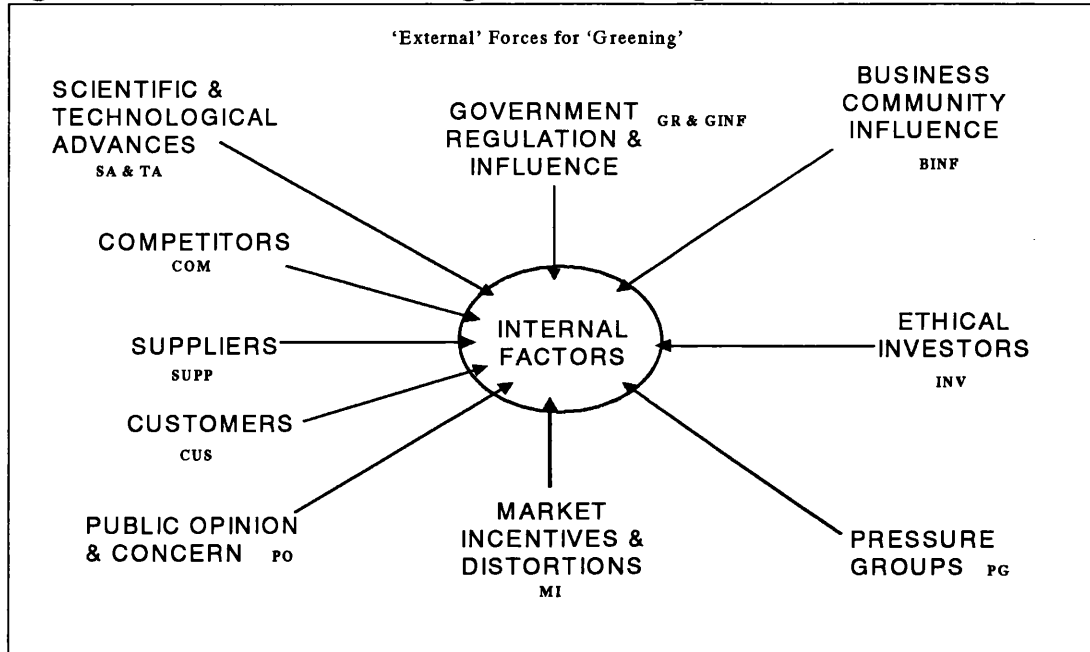 'External' Forces for 'Greening'
SCIENTIFIC &
TECHNOLOGICAL
ADVANCES
SA & TA
GOVERNMENT
REGULATION &
INFLUENCE
GR & GINF
BUSINESS
COMMUNITY
INFLUENCE
BINF
COMPETITORS
COM
SUPPLIERS
SUPP
CUSTOMERS
CUS
INTERNAL
FACTORS
ETHICAL
INVESTORS
INV
PUBLIC OPINION
& CONCERN PO
MARKET
INCENTIVES &
DISTORTIONS
MI
PRESSURE
GROUPS PG